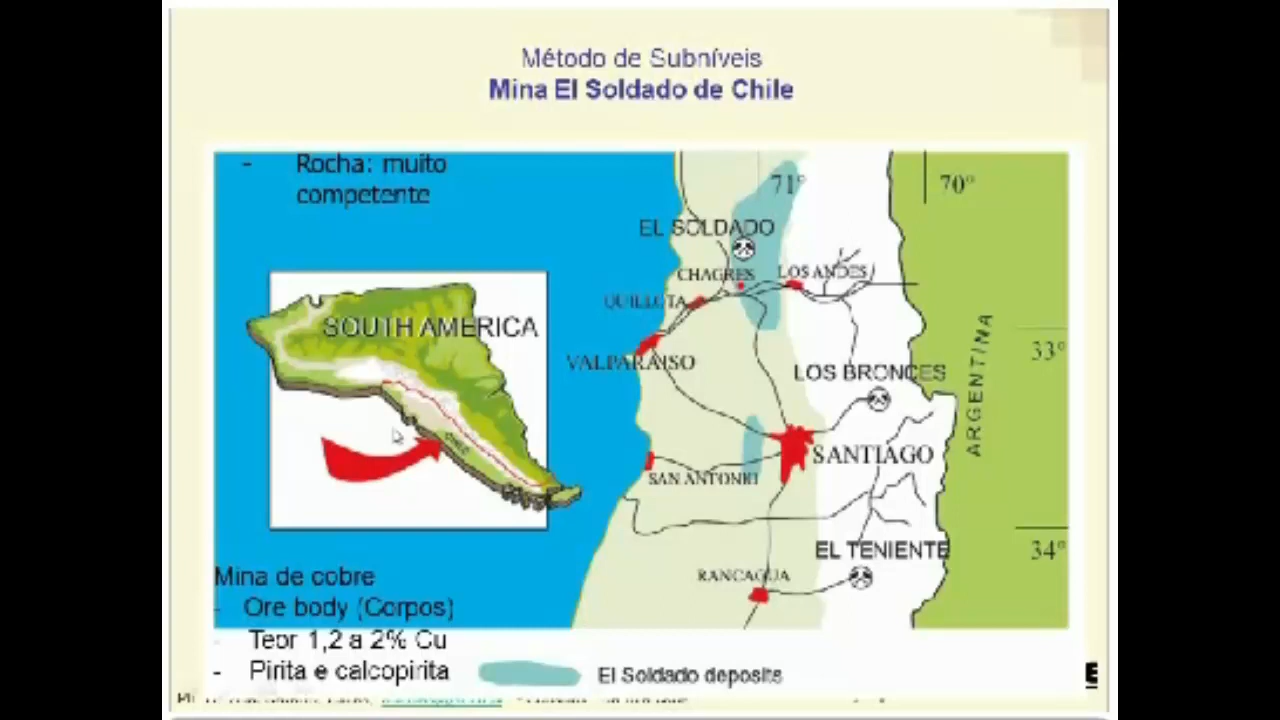 Método de Subníveis
Mina El Soldado de Chile
- Rocha: muito
competente
71°
70°
EL SOLDADO
CHAGRES
LOS ANDES
QUILLOTA
SOUTH AMERICA
33°
VALPARAISO
LOS BRONCES
ARGENTINA
CHILE
SANTIAGO
SAN ANTONIO
34°
EL TENIENTE
RANCAGUA
Mina de cobre
- Ore body (Corpos)
- Teor 1,2 a 2% Cu
- Pirita e calcopirita
El Soldado deposits
E